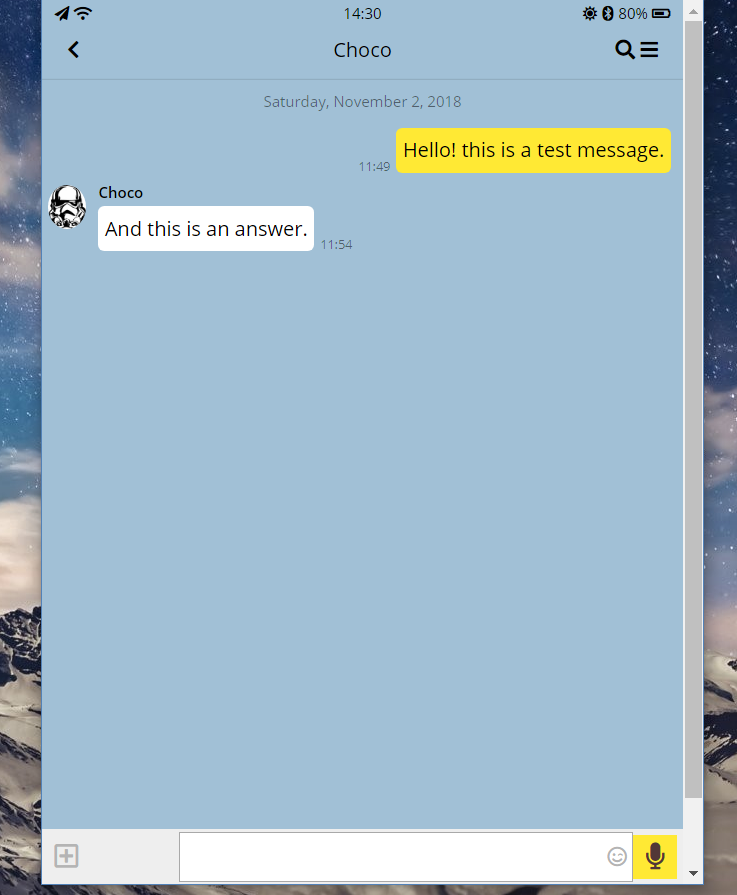 14:30
80%
Choco
Saturday, November 2, 2018
Hello! this is a test message.
11:49
Choco
And this is an answer.
11:54